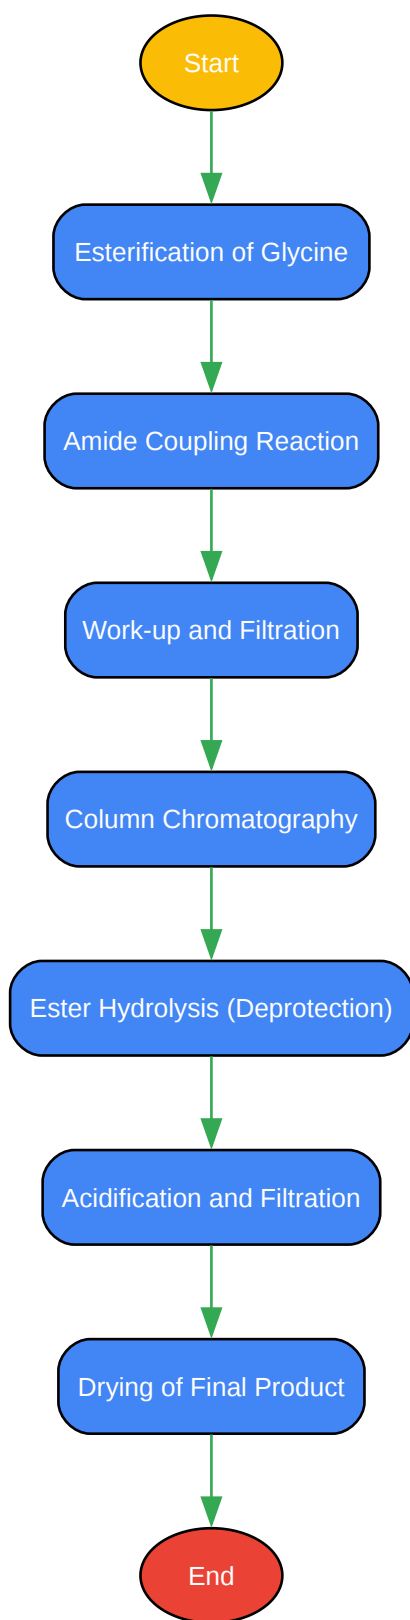 Start
Esterification of Glycine
Amide Coupling Reaction
Work-up and Filtration
Column Chromatography
Ester Hydrolysis (Deprotection)
Acidification and Filtration
Drying of Final Product
End